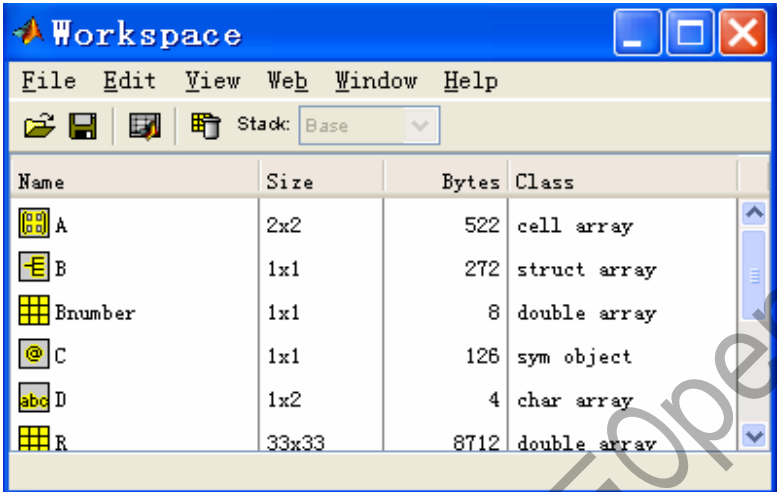 Workspace
File Edit View Web Window Help
Stack: Base
Name Size Bytes Class
A 2x2 522 cell array
B 1x1 272 struct array
Bnumber 1x1 8 double array
@ C 1x1 126 sym object
abc D 1x2 4 char array
R 33x33 8712 double array